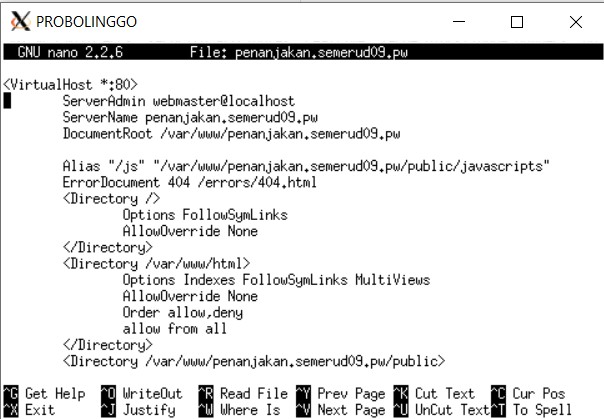 PROBOLINGGO
GNU nano 2.2.6 File: penanjakan.semerud09.pw
<VirtualHost *:80>
ServerAdmin webmaster@localhost
ServerName penanjakan.semerud09.pw
DocumentRoot /var/www/penanjakan.semerud09.pw
Alias "/js" "/var/www/penanjakan.semerud09.pw/public/javascripts"
ErrorDocument 404 /errors/404.html
<Directory />
Options FollowSymLinks
AllowOverride None
</Directory>
<Directory /var/www/html>
Options Indexes FollowSymLinks MultiViews
AllowOverride None
Order allow,deny
allow from all
</Directory>
<Directory /var/www/penanjakan.semerud09.pw/public>
^G Get Help ^O WriteOut ^R Read File ^Y Prev Page ^K Cut Text ^C Cur Pos
^X Exit ^J Justify ^W Where Is ^V Next Page ^U UnCut Text ^T To Spell